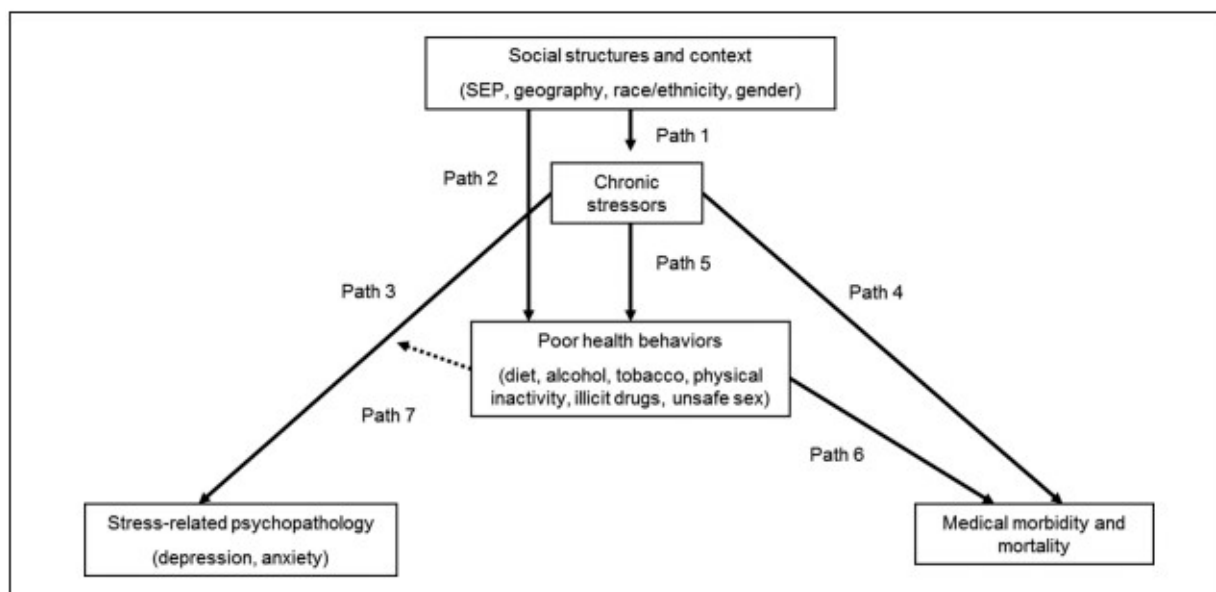 Social structures and context
(SEP, geography, race/ethnicity, gender)
Path 1
Path 2
Chronic
stressors
Path 5
Path 3
Path 4
Poor health behaviors
(diet, alcohol, tobacco, physical
inactivity, illicit drugs, unsafe sex)
Path 7
Path 6
Stress-related psychopathology
(depression, anxiety)
Medical morbidity and
mortality